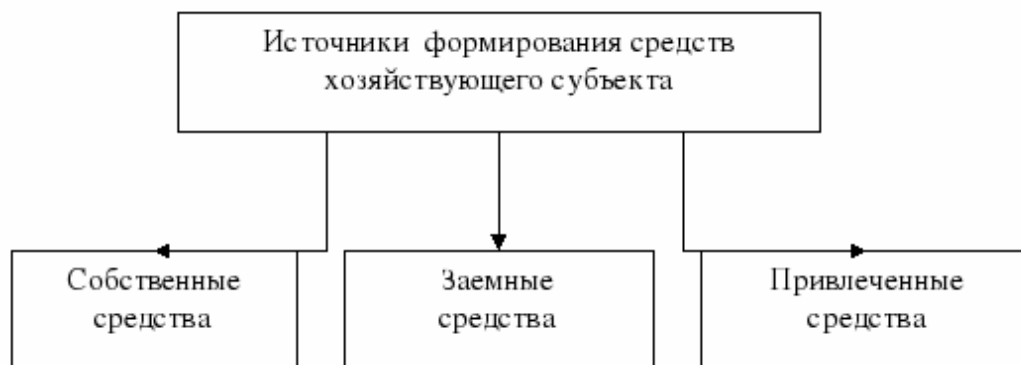 Источники формирования средств
хозяйствующего субъекта
Собственные
средства
Заемные
средства
Привлеченные
средства